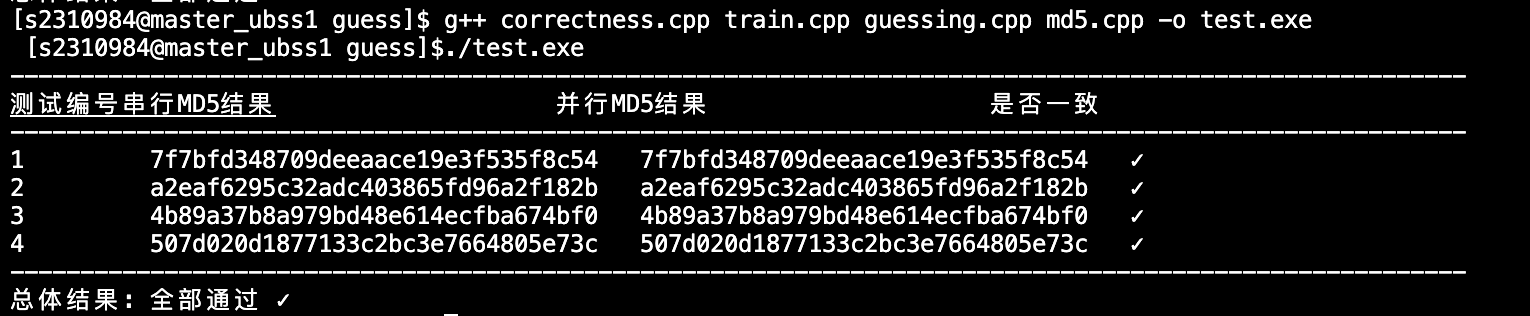 [s2310984@master_ubss1 guess]$ g++ correctness.cpp train.cpp guessing.cpp md5.cpp -o test.exe
[s2310984@master_ubss1 guess]$./test.exe
测试编号串行MD5结果 并行MD5结果 是否一致
1 7f7bfd348709deeaace19e3f535f8c54 7f7bfd348709deeaace19e3f535f8c54 ✓
2 a2eaf6295c32adc403865fd96a2f182b a2eaf6295c32adc403865fd96a2f182b ✓
3 4b89a37b8a979bd48e614ecfba674bf0 4b89a37b8a979bd48e614ecfba674bf0 ✓
4 507d020d1877133c2bc3e7664805e73c 507d020d1877133c2bc3e7664805e73c ✓
总体结果: 全部通过 ✓